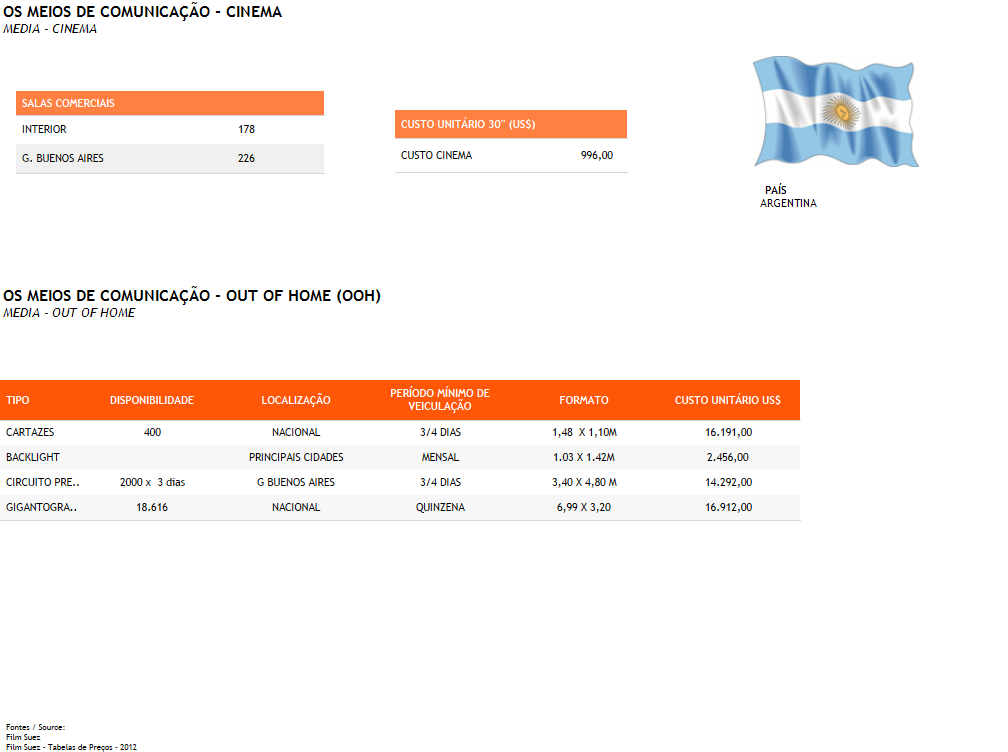 OS MEIOS DE COMUNICAÇÃO - CINEMA
MEDIA - CINEMA
SALAS COMERCIAIS
INTERIOR 178
G. BUENOS AIRES 226
CUSTO UNITÁRIO 30" (US$)
CUSTO CINEMA 996,00
PAÍS
ARGENTINA
OS MEIOS DE COMUNICAÇÃO - OUT OF HOME (OOH)
MEDIA - OUT OF HOME
TIPO DISPONIBILIDADE LOCALIZAÇÃO PERÍODO MÍNIMO DE VEICULAÇÃO FORMATO CUSTO UNITÁRIO US$
CARTAZES 400 NACIONAL 3/4 DIAS 1,48 X 1,10M 16.191,00
BACKLIGHT PRINCIPAIS CIDADES MENSAL 1.03 X 1.42M 2.456,00
CIRCUITO PRE.. 2000 x 3 dias G BUENOS AIRES 3/4 DIAS 3,40 X 4,80 M 14.292,00
GIGANTOGRA.. 18.616 NACIONAL QUINZENA 6,99 X 3,20 16.912,00
Fontes / Source:
Film Suez
Film Suez - Tabelas de Preços - 2012